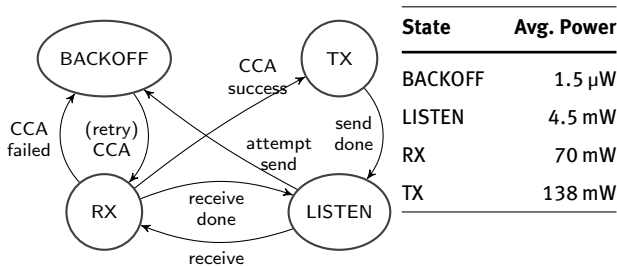 BACKOFF
TX
CCA
success
CCA
failed
(retry)
CCA
attempt
send
send
done
RX
receive
done
LISTEN
receive
State Avg. Power
BACKOFF 1.5 µW
LISTEN 4.5 mW
RX 70 mW
TX 138 mW